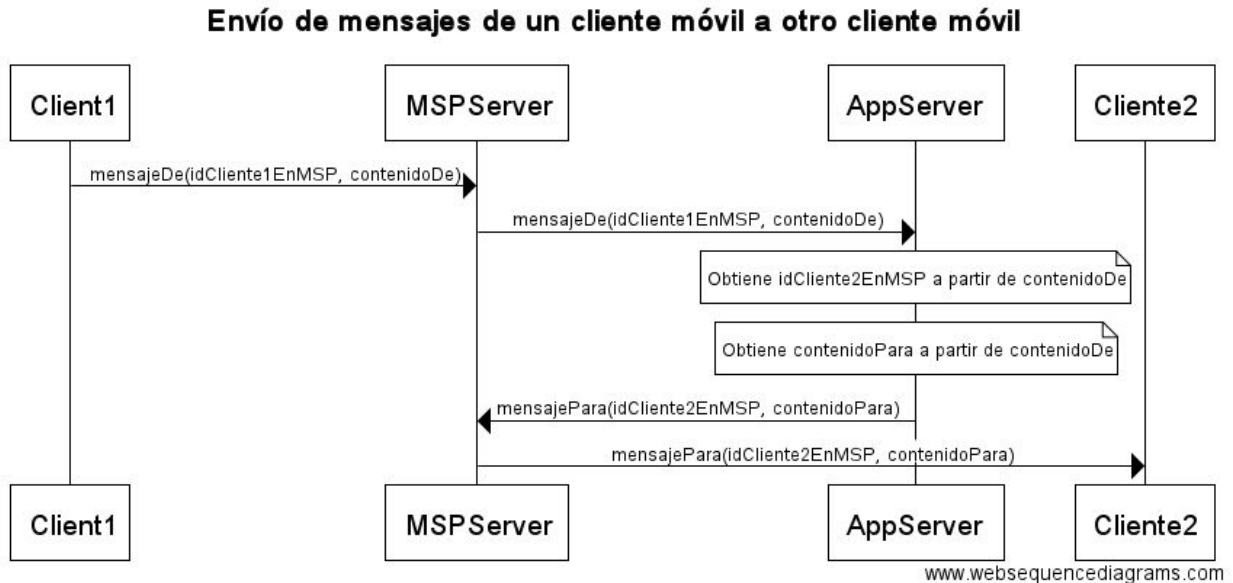 Envío de mensajes de un cliente móvil a otro cliente móvil
Client1 MSPServer AppServer Cliente2
mensajeDe(idCliente1EnMSP, contenidoDe)
mensajeDe(idCliente1EnMSP, contenidoDe)
Obtiene idCliente2EnMSP a partir de contenidoDe
Obtiene contenidoPara a partir de contenidoDe
mensajePara(idCliente2EnMSP, contenidoPara)
mensajePara(idCliente2EnMSP, contenidoPara)
Client1 MSPServer AppServer Cliente2
www.websequencediagrams.com